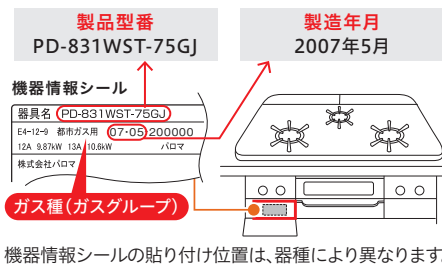 製品型番
PD-831WST-75GJ
製造年月
2007年5月
機器情報シール
器具名 PD-831WST-75GJ
E4-12-9 都市ガス用 07・05 200000
12A 9.87kW 13A 10.6kW パロマ
株式会社パロマ
ガス種(ガスグループ)
機器情報シールの貼り付け位置は、器種により異なります。